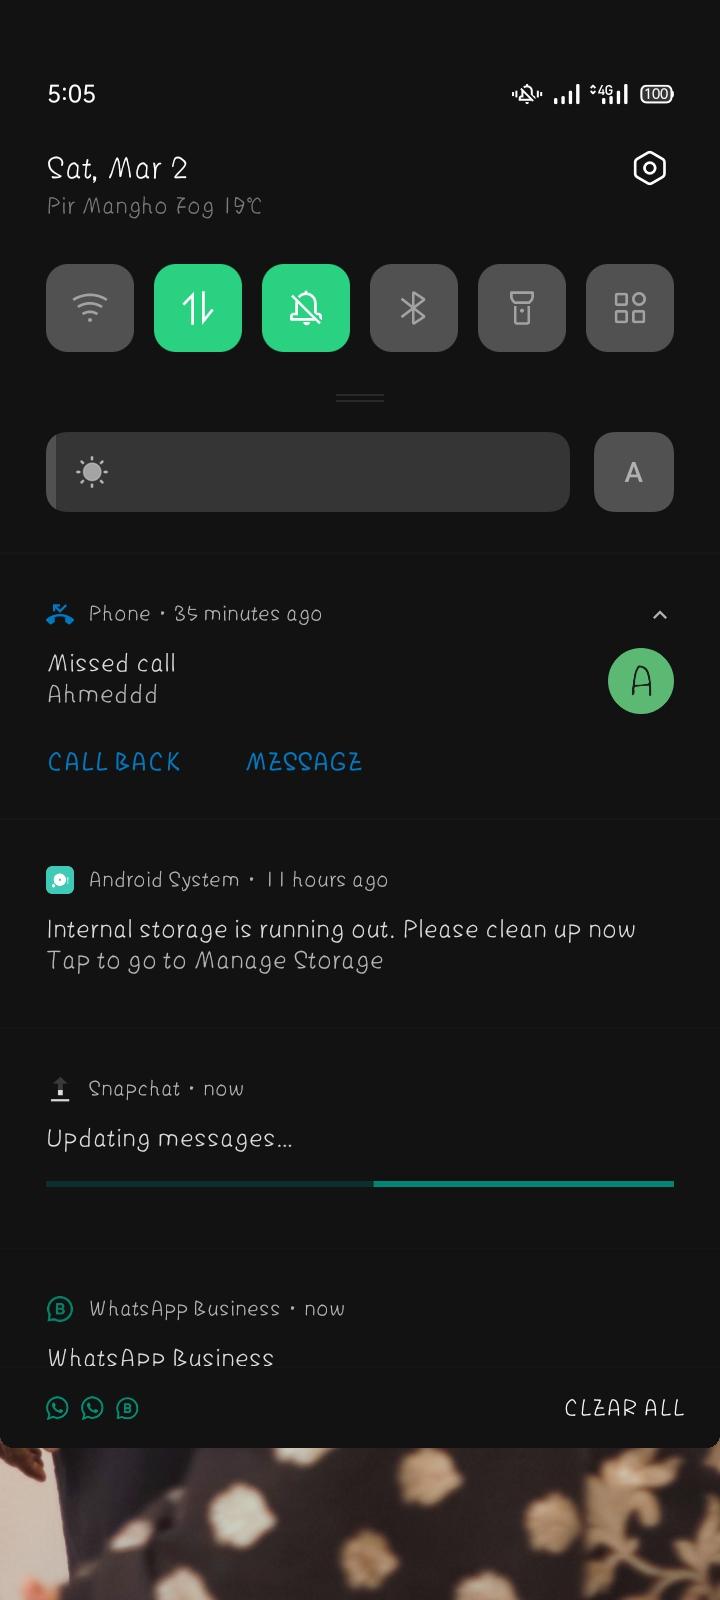 5:05
4G 100
Sat, Mar 2
Pir Mangho Fog 19°C
A
Phone • 35 minutes ago
Missed call
Ahmeddd
A
CALL BACK MESSAGE
Android System • 11 hours ago
Internal storage is running out. Please clean up now
Tap to go to Manage Storage
Snapchat • now
Updating messages...
WhatsApp Business • now
WhatsApp Business
CLEAR ALL